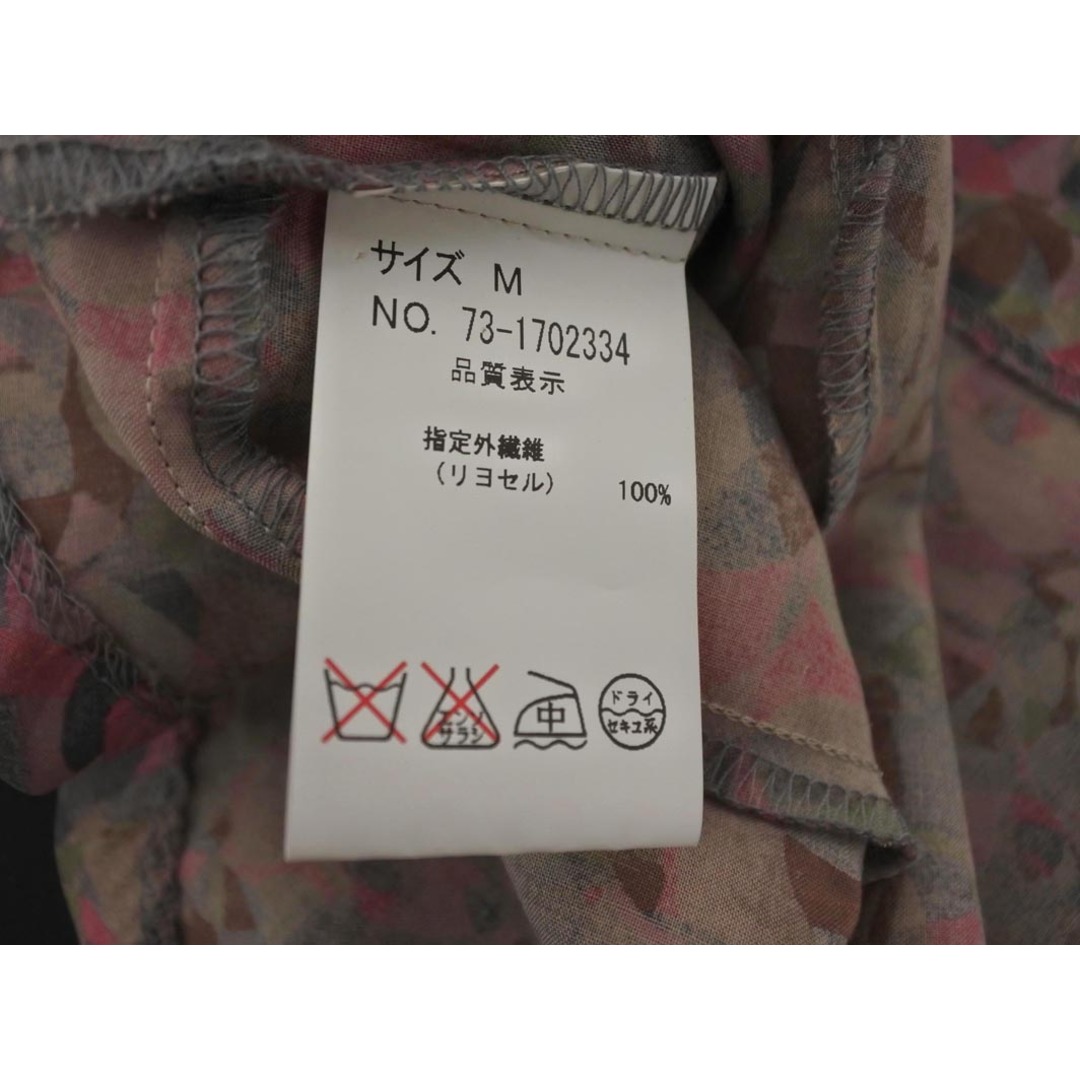 サイズ M
NO. 73-1702334
品質表示
指定外繊維
(リヨセル) 100%
エンソ
サラシ
中
ドライ
セキユ系